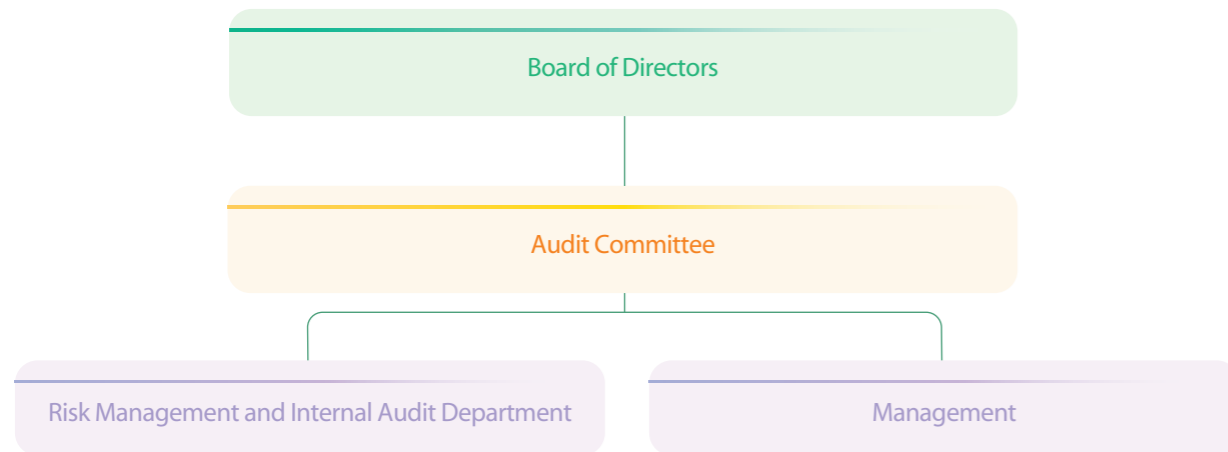 Board of Directors
Audit Committee
Risk Management and Internal Audit Department
Management